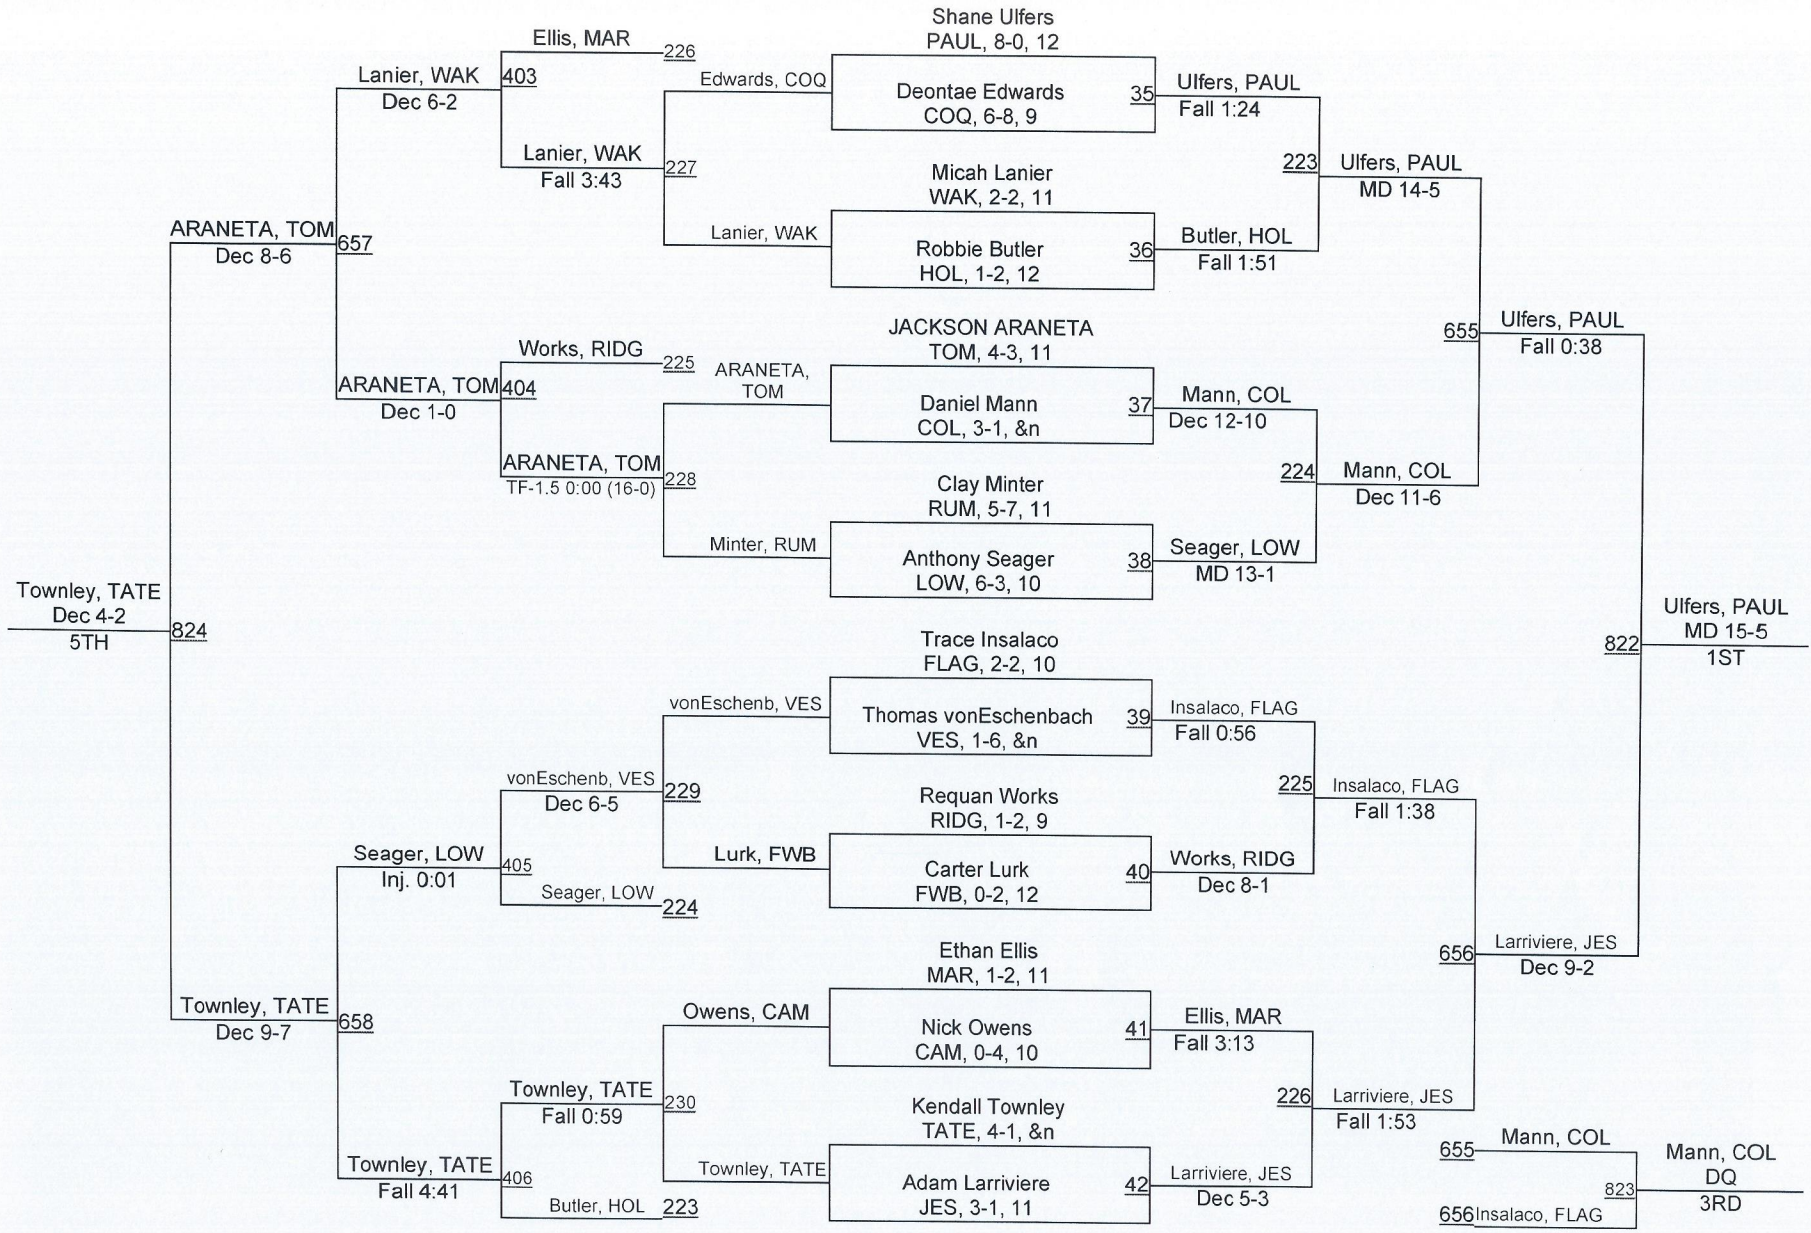 Shane Ulfers
PAUL, 8-0, 12
Ellis, MAR
226
Lanier, WAK
403
Dec 6-2
Edwards, COQ
Deontae Edwards
COQ, 6-8, 9
35
Ulfers, PAUL
Fall 1:24
Lanier, WAK
Fall 3:43
227
Micah Lanier
WAK, 2-2, 11
223
Ulfers, PAUL
MD 14-5
ARANETA, TOM
Dec 8-6
657
Lanier, WAK
Robbie Butler
HOL, 1-2, 12
36
Butler, HOL
Fall 1:51
JACKSON ARANETA
TOM, 4-3, 11
655
Ulfers, PAUL
Fall 0:38
Works, RIDG
225
ARANETA, TOM
404
Dec 1-0
ARANETA,
TOM
Daniel Mann
COL, 3-1, &n
37
Mann, COL
Dec 12-10
ARANETA, TOM
TF-1.5 0:00 (16-0)
228
Clay Minter
RUM, 5-7, 11
224
Mann, COL
Dec 11-6
Minter, RUM
Anthony Seager
LOW, 6-3, 10
38
Seager, LOW
MD 13-1
Townley, TATE
Dec 4-2
5TH
824
Trace Insalaco
FLAG, 2-2, 10
822
Ulfers, PAUL
MD 15-5
1ST
vonEschenb, VES
Thomas vonEschenbach
VES, 1-6, &n
39
Insalaco, FLAG
Fall 0:56
vonEschenb, VES
Dec 6-5
229
Requan Works
RIDG, 1-2, 9
225
Insalaco, FLAG
Fall 1:38
Seager, LOW
Inj. 0:01
405
Lurk, FWB
Carter Lurk
FWB, 0-2, 12
40
Works, RIDG
Dec 8-1
Seager, LOW
224
Ethan Ellis
MAR, 1-2, 11
656
Larriviere, JES
Dec 9-2
Townley, TATE
Dec 9-7
658
Owens, CAM
Nick Owens
CAM, 0-4, 10
41
Ellis, MAR
Fall 3:13
Townley, TATE
Fall 0:59
230
Kendall Townley
TATE, 4-1, &n
226
Larriviere, JES
Fall 1:53
Townley, TATE
Fall 4:41
406
Townley, TATE
Adam Larriviere
JES, 3-1, 11
42
Larriviere, JES
Dec 5-3
Butler, HOL
223
655
Mann, COL
823
Mann, COL
DQ
3RD
656
Insalaco, FLAG